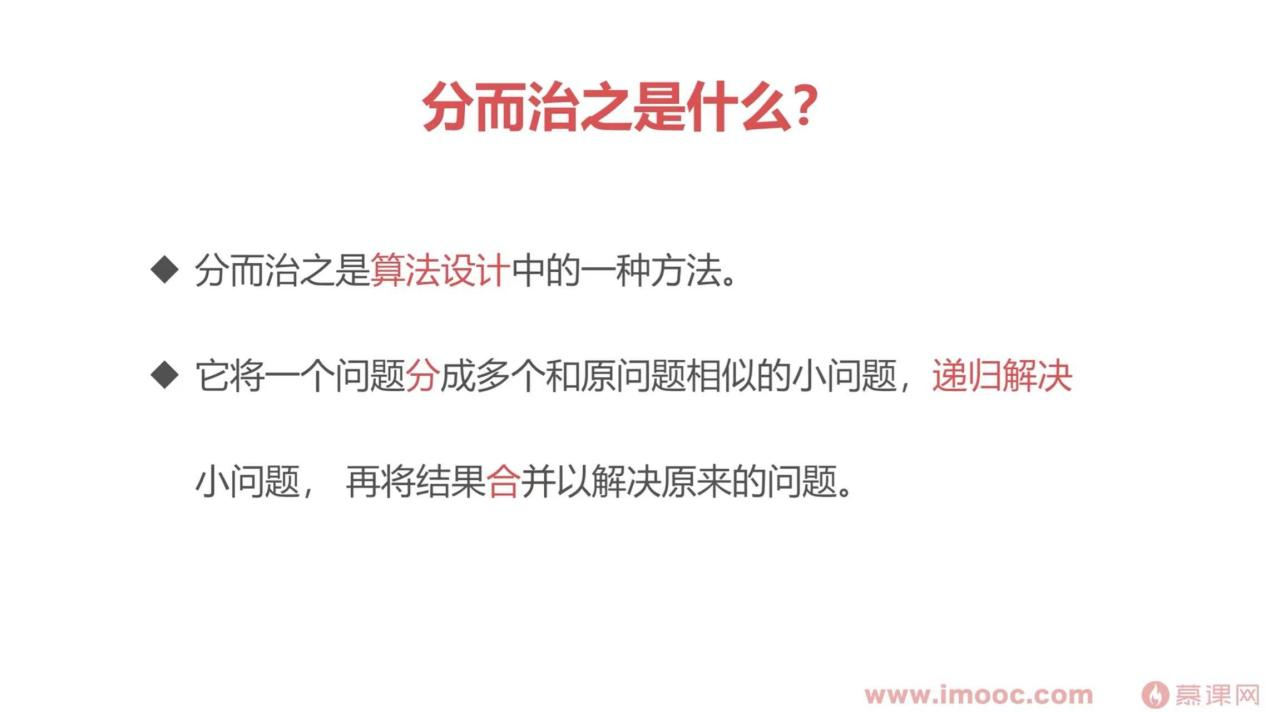 分而治之是什么？
◆ 分而治之是算法设计中的一种方法。
◆ 它将一个问题分成多个和原问题相似的小问题，递归解决
小问题， 再将结果合并以解决原来的问题。
www.imooc.com 慕课网